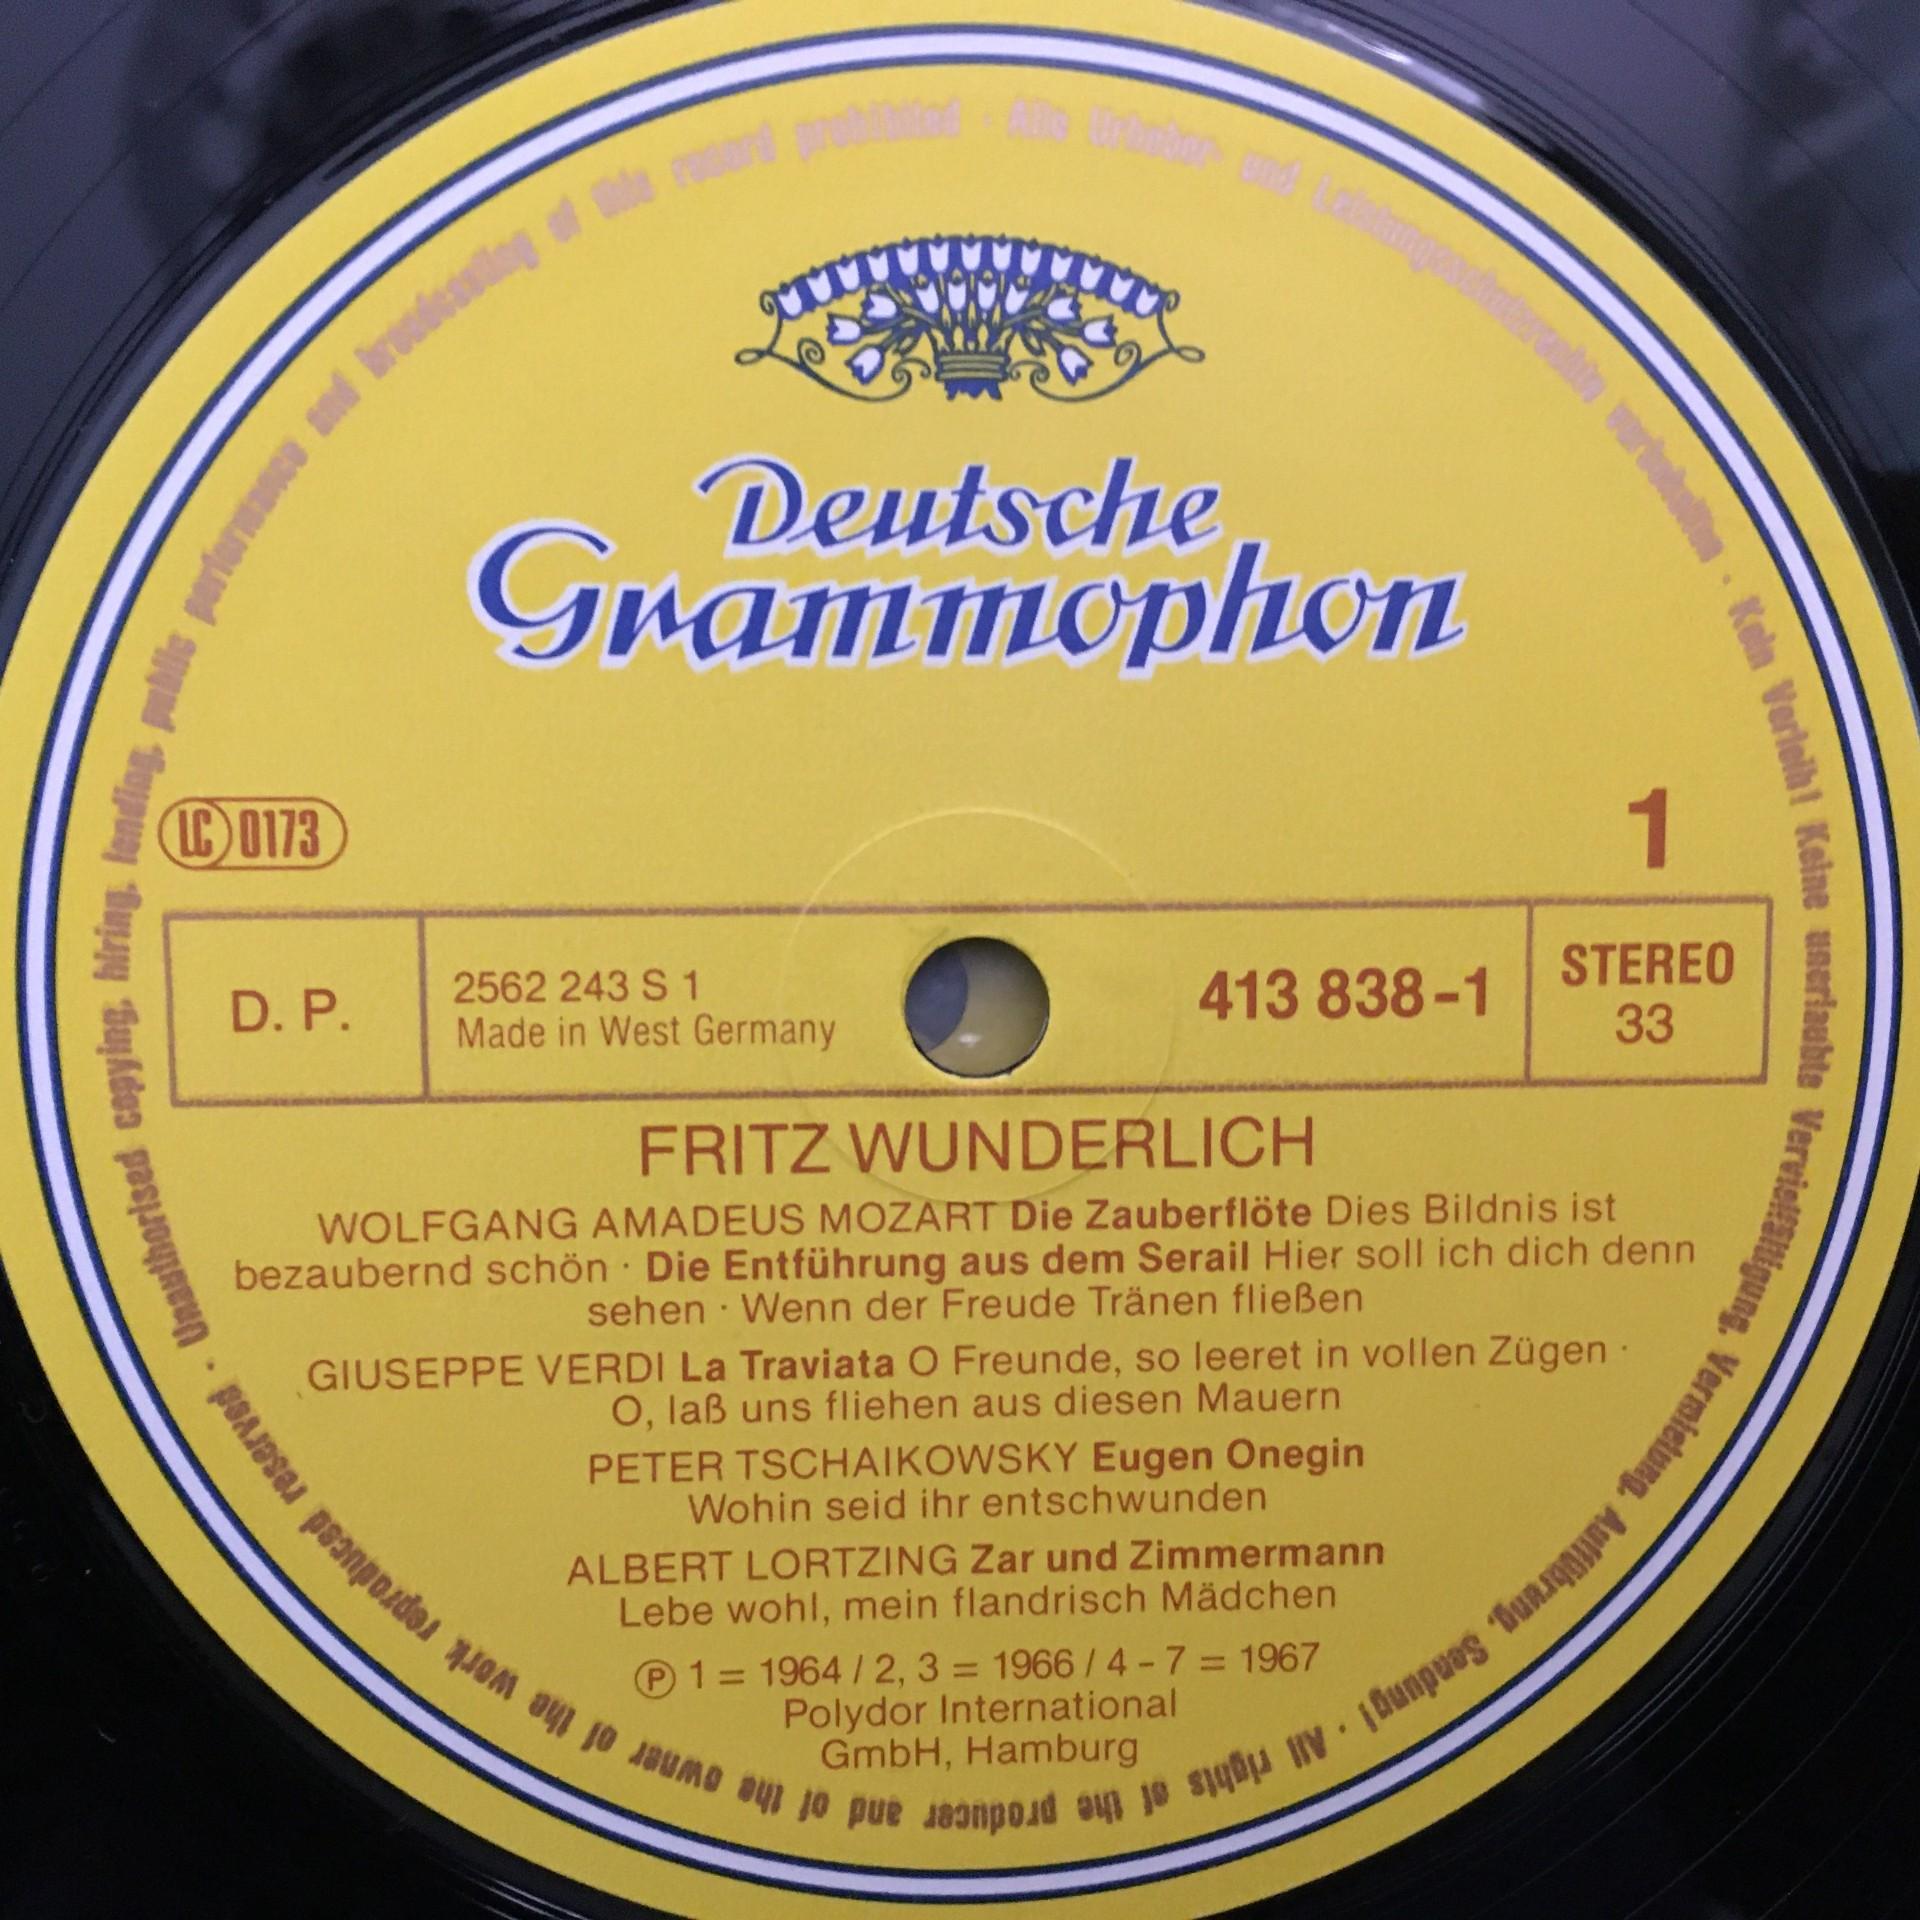 Deutsche
Grammophon
LC 0173
1
D. P.
2562 243 S 1
Made in West Germany
413 838-1
STEREO
33
FRITZ WUNDERLICH
WOLFGANG AMADEUS MOZART Die Zauberflöte Dies Bildnis ist
bezaubernd schön · Die Entführung aus dem Serail Hier soll ich dich denn
sehen · Wenn der Freude Tränen fließen
GIUSEPPE VERDI La Traviata O Freunde, so leeret in vollen Zügen ·
O, laß uns fliehen aus diesen Mauern
PETER TSCHAIKOWSKY Eugen Onegin
Wohin seid ihr entschwunden
ALBERT LORTZING Zar und Zimmermann
Lebe wohl, mein flandrisch Mädchen
Ⓟ 1 = 1964 / 2, 3 = 1966 / 4 - 7 = 1967
Polydor International
GmbH, Hamburg
Alle Urheber- und Leistungsschutzrechte vorbehalten · Kein Verleih! Keine unerlaubte Vervielfältigung, Vermietung, Aufführung, Sendung! · All rights of the producer and of the owner of the work reproduced reserved · Unauthorised copying, hiring, lending, public performance and broadcasting of this record prohibited ·